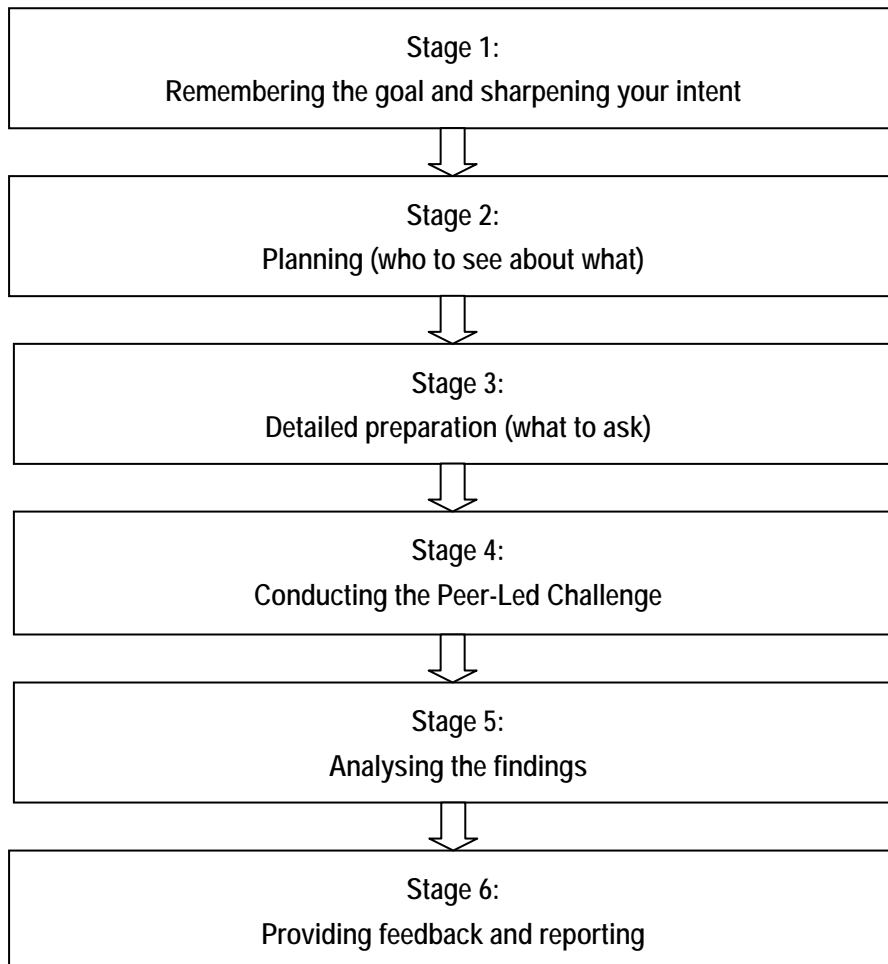 Stage 1:
Remembering the goal and sharpening your intent
Stage 2:
Planning (who to see about what)
Stage 3:
Detailed preparation (what to ask)
Stage 4:
Conducting the Peer-Led Challenge
Stage 5:
Analysing the findings
Stage 6:
Providing feedback and reporting